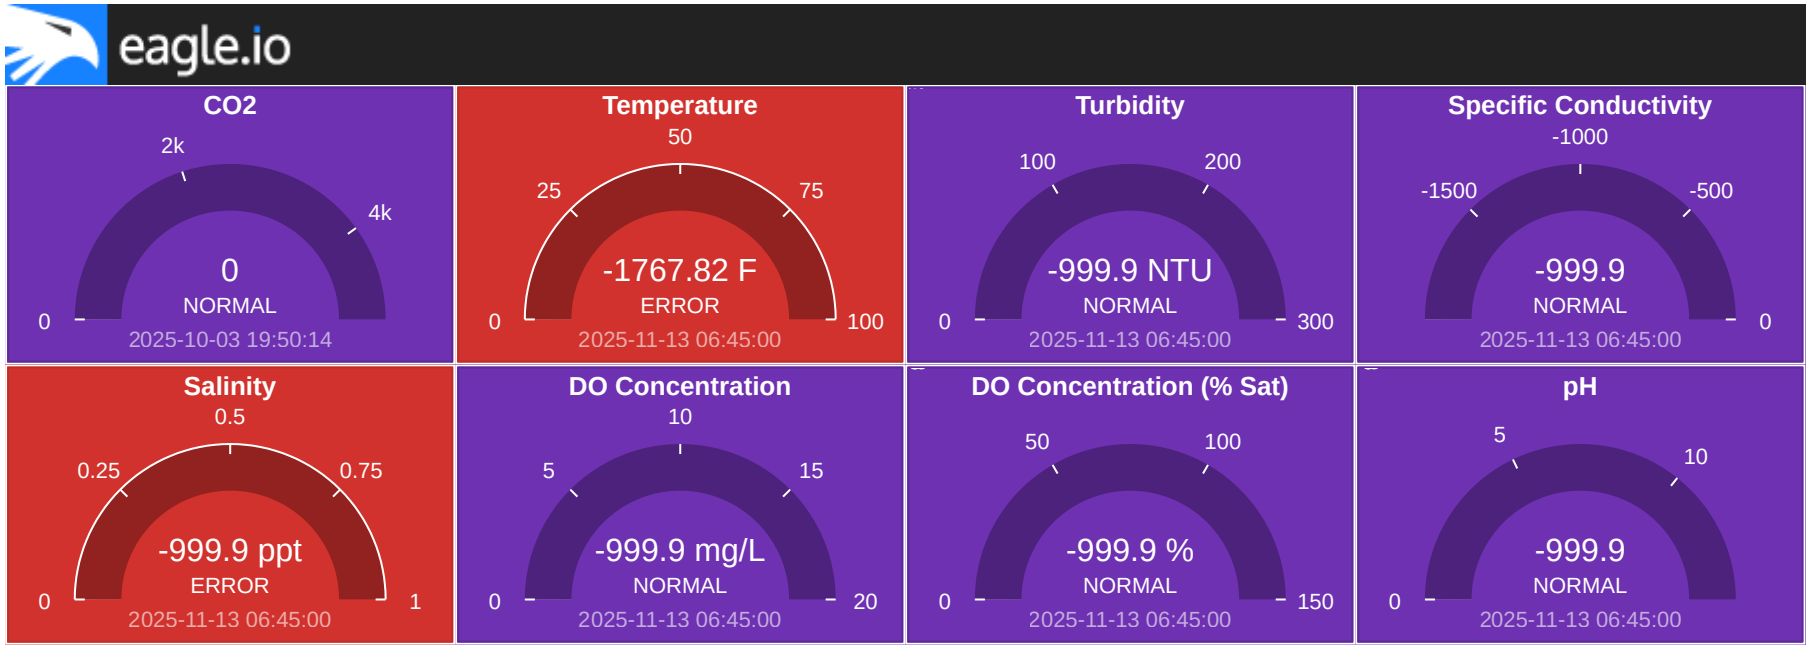 eagle.io
CO2
2k
4k
0
NORMAL
0
2025-10-03 19:50:14
Temperature
50
25
75
-1767.82 F
ERROR
0
100
2025-11-13 06:45:00
Turbidity
100
200
-999.9 NTU
NORMAL
0
300
2025-11-13 06:45:00
Specific Conductivity
-1000
-1500
-500
-999.9
NORMAL
0
2025-11-13 06:45:00
Salinity
0.5
0.25
0.75
-999.9 ppt
ERROR
0
1
2025-11-13 06:45:00
DO Concentration
10
5
15
-999.9 mg/L
NORMAL
0
20
2025-11-13 06:45:00
DO Concentration (% Sat)
50
100
-999.9 %
NORMAL
0
150
2025-11-13 06:45:00
pH
5
10
-999.9
NORMAL
0
2025-11-13 06:45:00